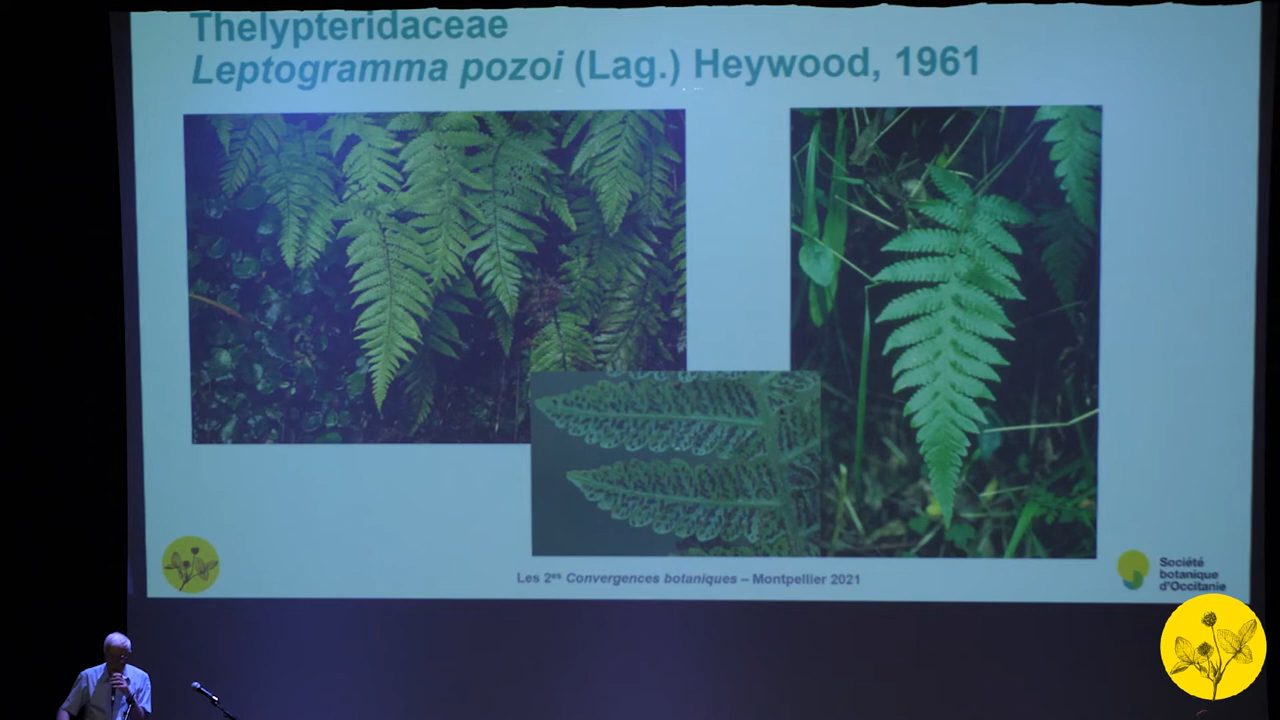 Thelypteridaceae
Leptogramma pozoi (Lag.) Heywood, 1961
Les 2es Convergences botaniques – Montpellier 2021
Société
botanique
d'Occitanie